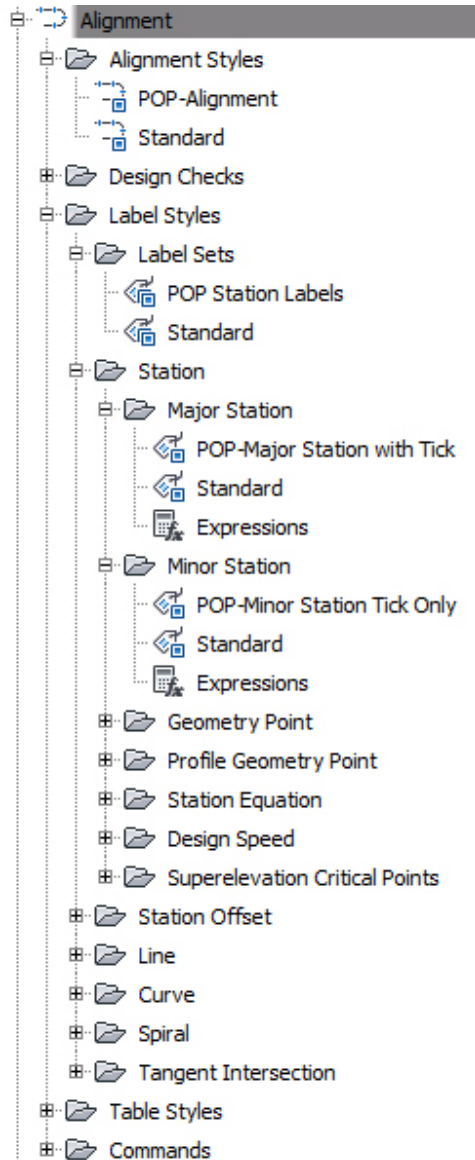 Alignment
Alignment Styles
POP-Alignment
Standard
Design Checks
Label Styles
Label Sets
POP Station Labels
Standard
Station
Major Station
POP-Major Station with Tick
Standard
Expressions
Minor Station
POP-Minor Station Tick Only
Standard
Expressions
Geometry Point
Profile Geometry Point
Station Equation
Design Speed
Superelevation Critical Points
Station Offset
Line
Curve
Spiral
Tangent Intersection
Table Styles
Commands